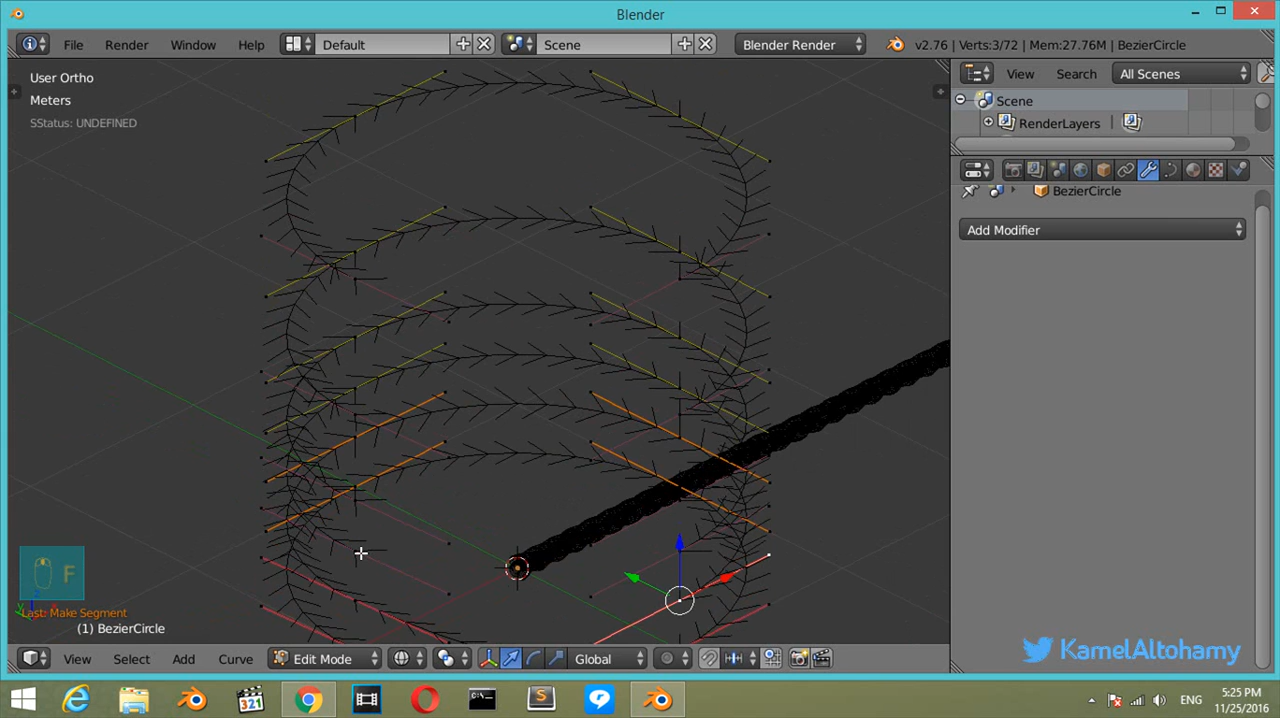 Blender
File Render Window Help Default Scene Blender Render v2.76 | Verts:3/72 | Mem:27.76M | BezierCircle
User Ortho
Meters
SStatus: UNDEFINED
View Search All Scenes
Scene
RenderLayers
BezierCircle
Add Modifier
F
Last: Make Segment
(1) BezierCircle
View Select Add Curve Edit Mode Global
KamelAltohamy
ENG
5:25 PM
11/25/2016
321
C:\
S